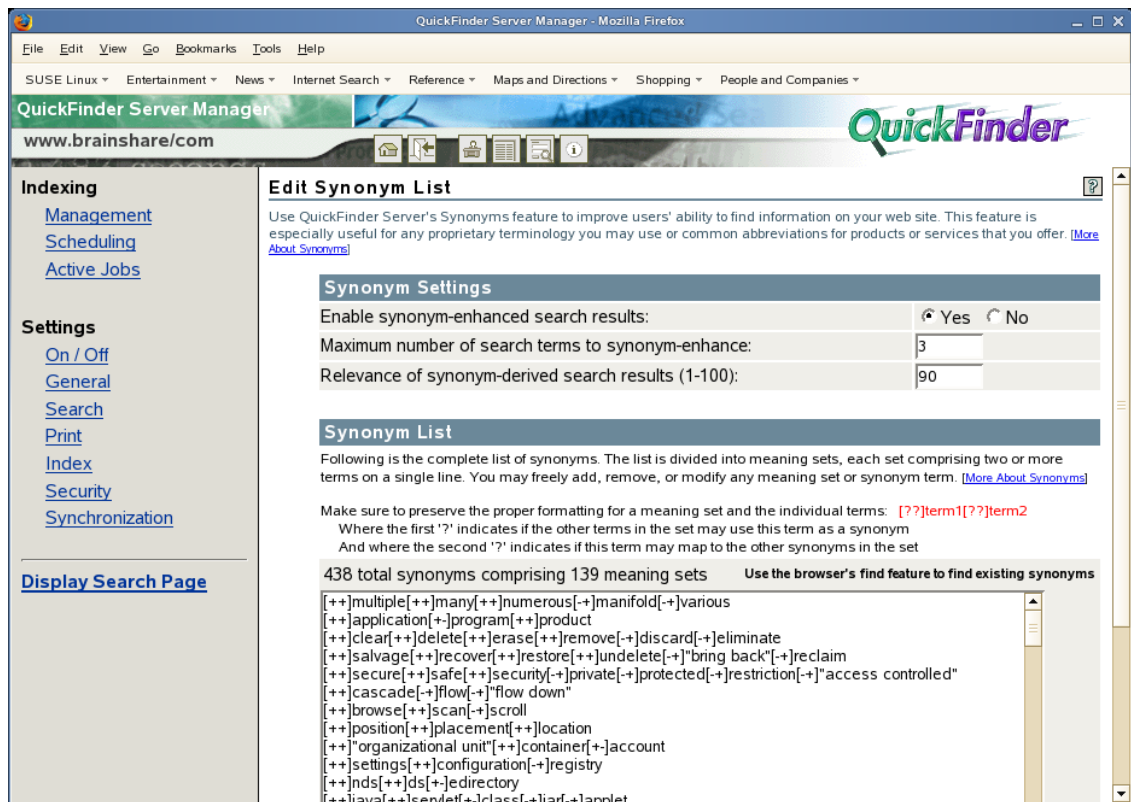 QuickFinder Server Manager - Mozilla Firefox
File Edit View Go Bookmarks Tools Help
SUSE Linux Entertainment News Internet Search Reference Maps and Directions Shopping People and Companies
QuickFinder Server Manager
Advanced Sea
www.brainshare/com
QuickFinder
Indexing
Management
Scheduling
Active Jobs
Settings
On / Off
General
Search
Print
Index
Security
Synchronization
Display Search Page
Edit Synonym List
?
Use QuickFinder Server's Synonyms feature to improve users' ability to find information on your web site. This feature is
especially useful for any proprietary terminology you may use or common abbreviations for products or services that you offer. [More
About Synonyms]
Synonym Settings
Enable synonym-enhanced search results: Yes No
Maximum number of search terms to synonym-enhance: 3
Relevance of synonym-derived search results (1-100): 90
Synonym List
Following is the complete list of synonyms. The list is divided into meaning sets, each set comprising two or more
terms on a single line. You may freely add, remove, or modify any meaning set or synonym term. [More About Synonyms]
Make sure to preserve the proper formatting for a meaning set and the individual terms: [??]term1[??]term2
Where the first '?' indicates if the other terms in the set may use this term as a synonym
And where the second '?' indicates if this term may map to the other synonyms in the set
438 total synonyms comprising 139 meaning sets Use the browser's find feature to find existing synonyms
[++]multiple[++]many[++]numerous[-+]manifold[-+]various
[++]application[+-]program[++]product
[++]clear[++]delete[++]erase[++]remove[-+]discard[-+]eliminate
[++]salvage[++]recover[++]restore[++]undelete[-+]"bring back"[-+]reclaim
[++]secure[++]safe[++]security[-+]private[-+]protected[-+]restriction[-+]"access controlled"
[++]cascade[-+]flow[-+]"flow down"
[++]browse[++]scan[-+]scroll
[++]position[++]placement[++]location
[++]"organizational unit"[++]container[+-]account
[++]settings[++]configuration[-+]registry
[++]nds[++]ds[+-]edirectory
[++]java[++]servlet[+-]class[-+]jar[-+]applet